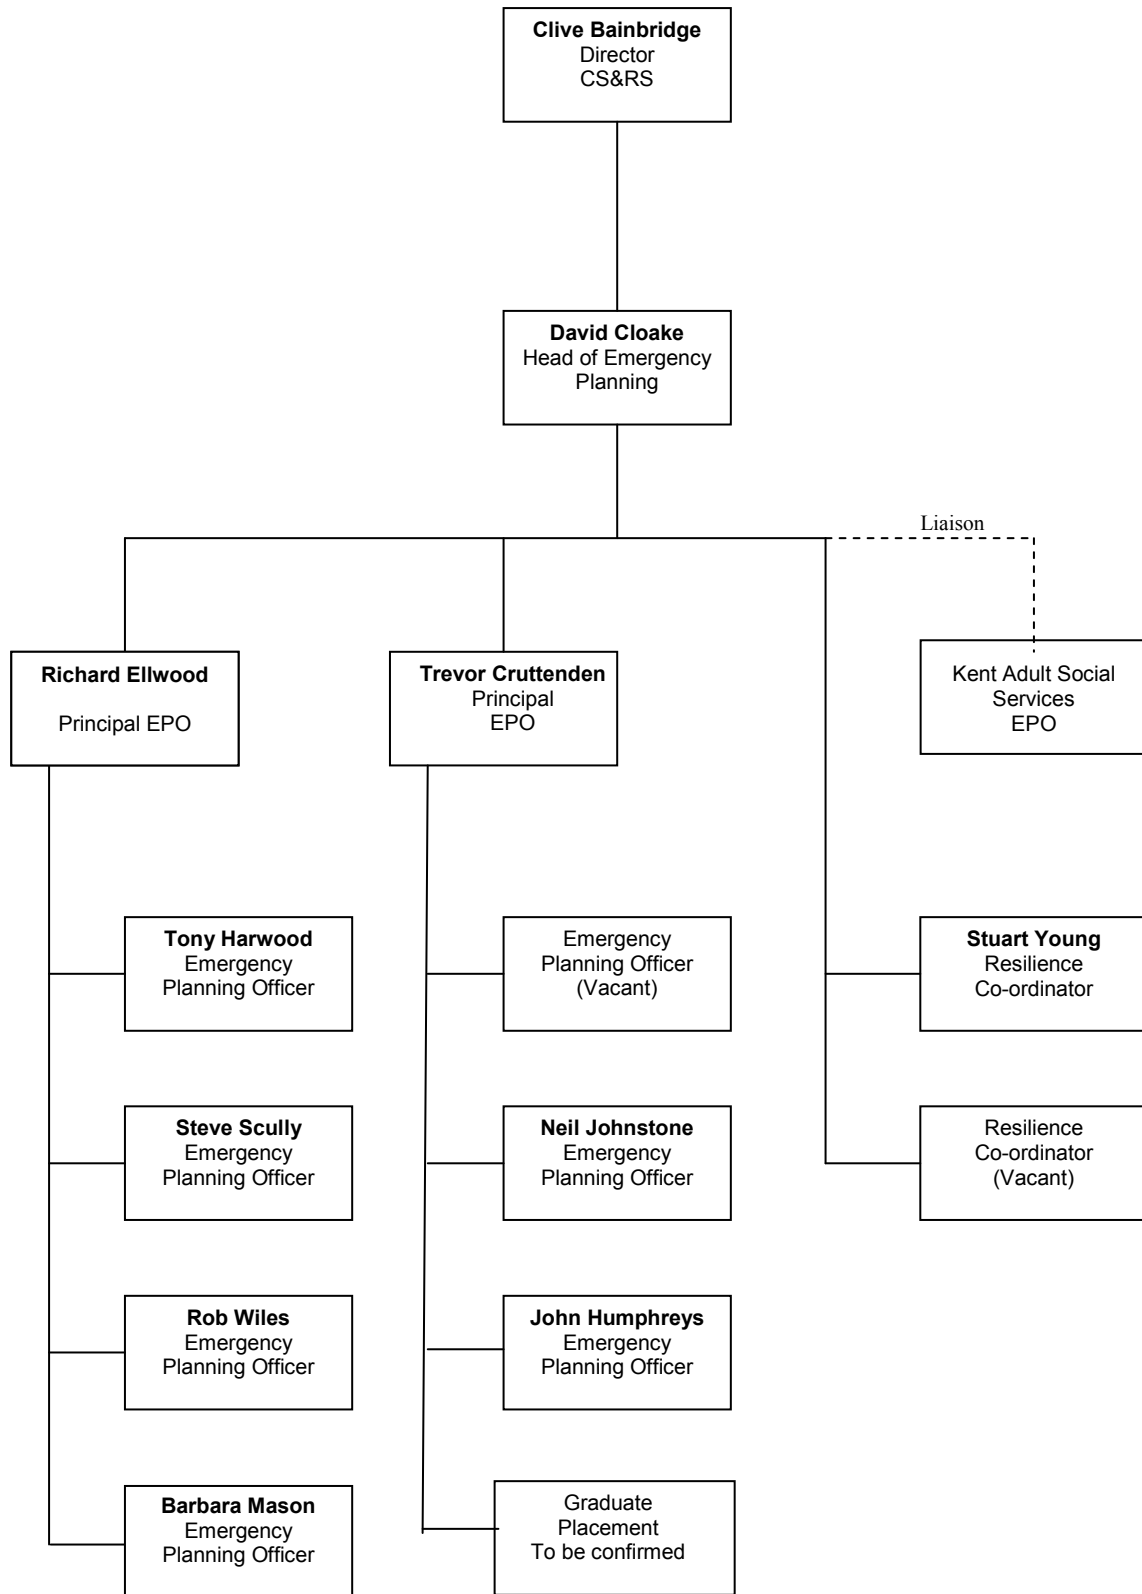 Clive Bainbridge
Director
CS&RS
David Cloake
Head of Emergency
Planning
Liaison
Richard Ellwood
Principal EPO
Trevor Cruttenden
Principal
EPO
Kent Adult Social
Services
EPO
Tony Harwood
Emergency
Planning Officer
Emergency
Planning Officer
(Vacant)
Stuart Young
Resilience
Co-ordinator
Steve Scully
Emergency
Planning Officer
Neil Johnstone
Emergency
Planning Officer
Resilience
Co-ordinator
(Vacant)
Rob Wiles
Emergency
Planning Officer
John Humphreys
Emergency
Planning Officer
Barbara Mason
Emergency
Planning Officer
Graduate
Placement
To be confirmed